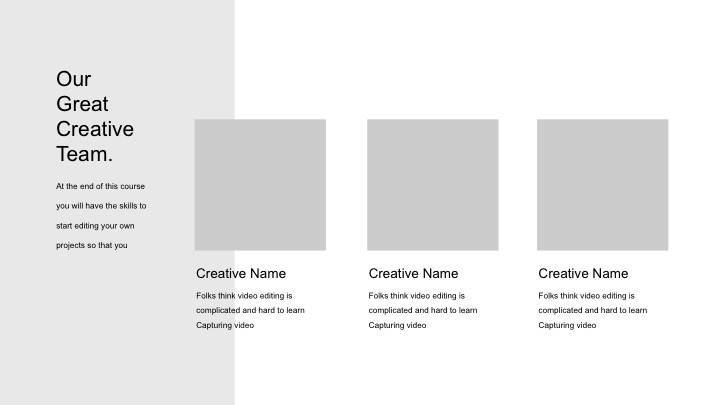 Our
Great
Creative
Team.
At the end of this course
you will have the skills to
start editing your own
projects so that you
Creative Name
Folks think video editing is
complicated and hard to learn
Capturing video
Creative Name
Folks think video editing is
complicated and hard to learn
Capturing video
Creative Name
Folks think video editing is
complicated and hard to learn
Capturing video